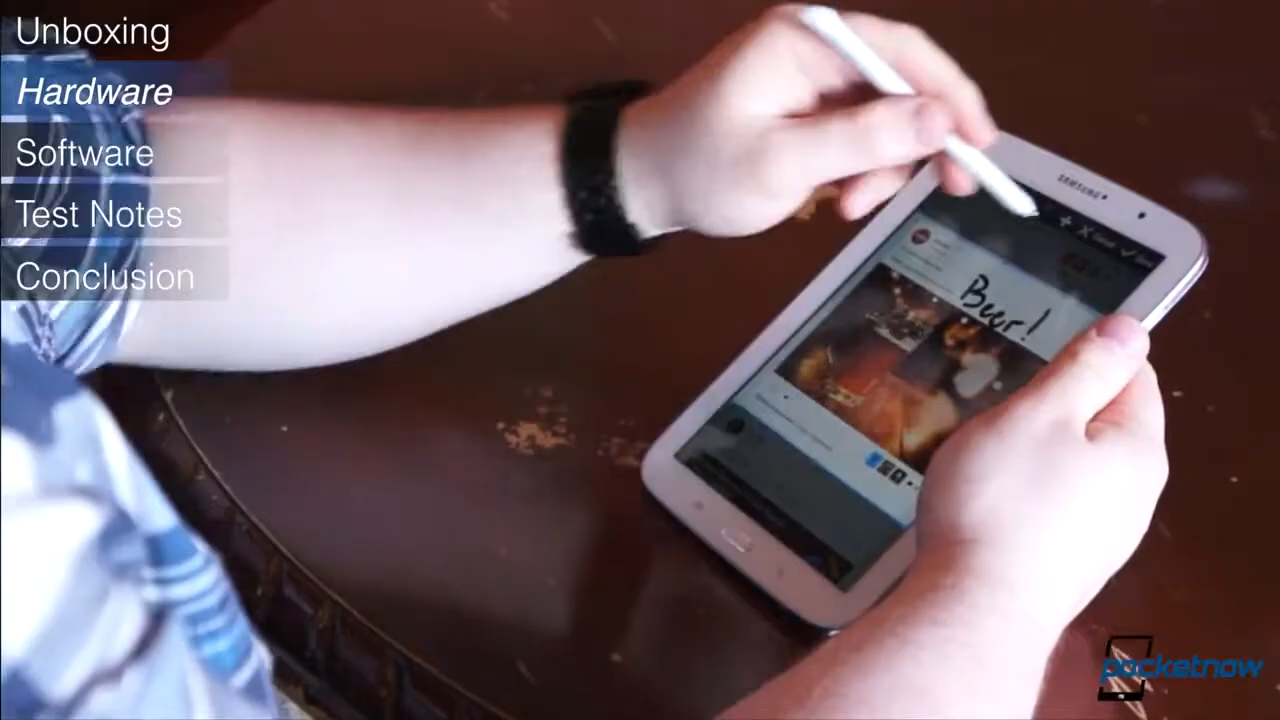 Unboxing
Hardware
Software
Test Notes
Conclusion
SAMSUNG
Beer!
pocketnow